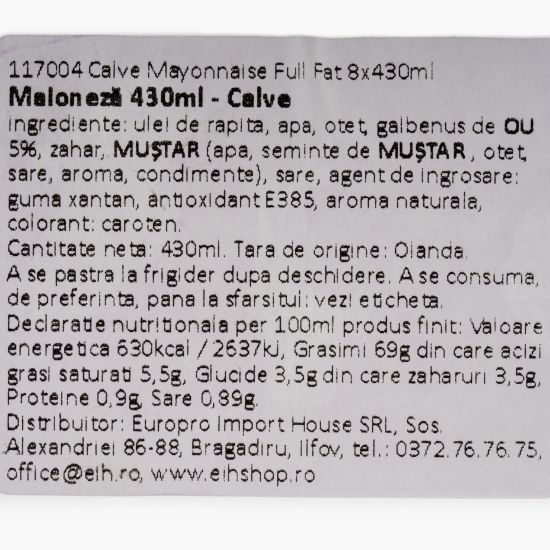 117004 Calve Mayonnaise Full Fat 8x430ml
Maioneză 430ml - Calve
ingrediente: ulei de rapita, apa, otet, galbenus de OU
5%, zahar, MUȘTAR (apa, seminte de MUȘTAR, otet,
sare, aroma, condimente), sare, agent de ingrosare:
guma xantan, antioxidant E385, aroma naturala,
colorant: caroten.
Cantitate neta: 430ml. Tara de origine: Olanda.
A se pastra la frigider dupa deschidere. A se consuma,
de preferinta, pana la sfarsitul: vezi eticheta.
Declaratie nutritionala per 100ml produs finit: Valoare
energetica 630kcal / 2637kJ, Grasimi 69g din care acizi
grasi saturati 5,5g, Glucide 3,5g din care zaharuri 3,5g,
Proteine 0,9g, Sare 0,89g.
Distribuitor: Europro Import House SRL, Sos.
Alexandriei 86-88, Bragadiru, Ilfov, tel.: 0372.76.76.75,
office@eih.ro, www.eihshop.ro